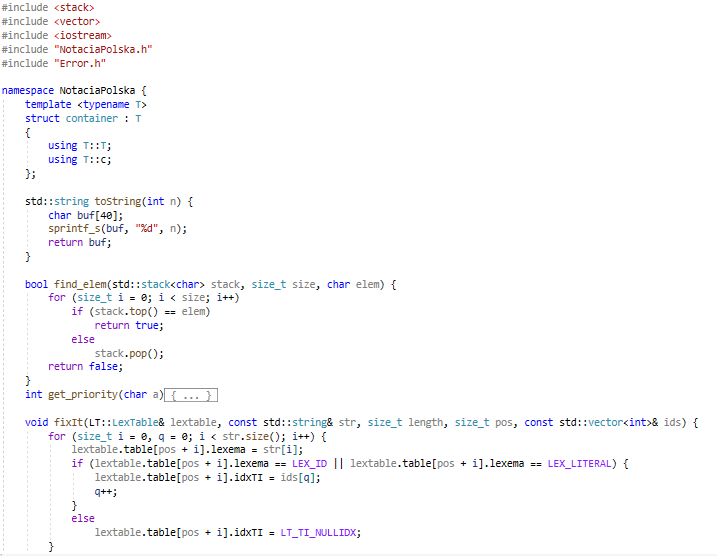 #include <stack>
#include <vector>
#include <iostream>
#include "NotaciaPolska.h"
#include "Error.h"

namespace NotaciaPolska {
    template <typename T>
    struct container : T
    {
        using T::T;
        using T::c;
    };

    std::string toString(int n) {
        char buf[40];
        sprintf_s(buf, "%d", n);
        return buf;
    }

    bool find_elem(std::stack<char> stack, size_t size, char elem) {
        for (size_t i = 0; i < size; i++)
            if (stack.top() == elem)
                return true;
            else
                stack.pop();
        return false;
    }
    int get_priority(char a) { ... }

    void fixIt(LT::LexTable& lextable, const std::string& str, size_t length, size_t pos, const std::vector<int>& ids) {
        for (size_t i = 0, q = 0; i < str.size(); i++) {
            lextable.table[pos + i].lexema = str[i];
            if (lextable.table[pos + i].lexema == LEX_ID || lextable.table[pos + i].lexema == LEX_LITERAL) {
                lextable.table[pos + i].idxTI = ids[q];
                q++;
            }
            else
                lextable.table[pos + i].idxTI = LT_TI_NULLIDX;
        }